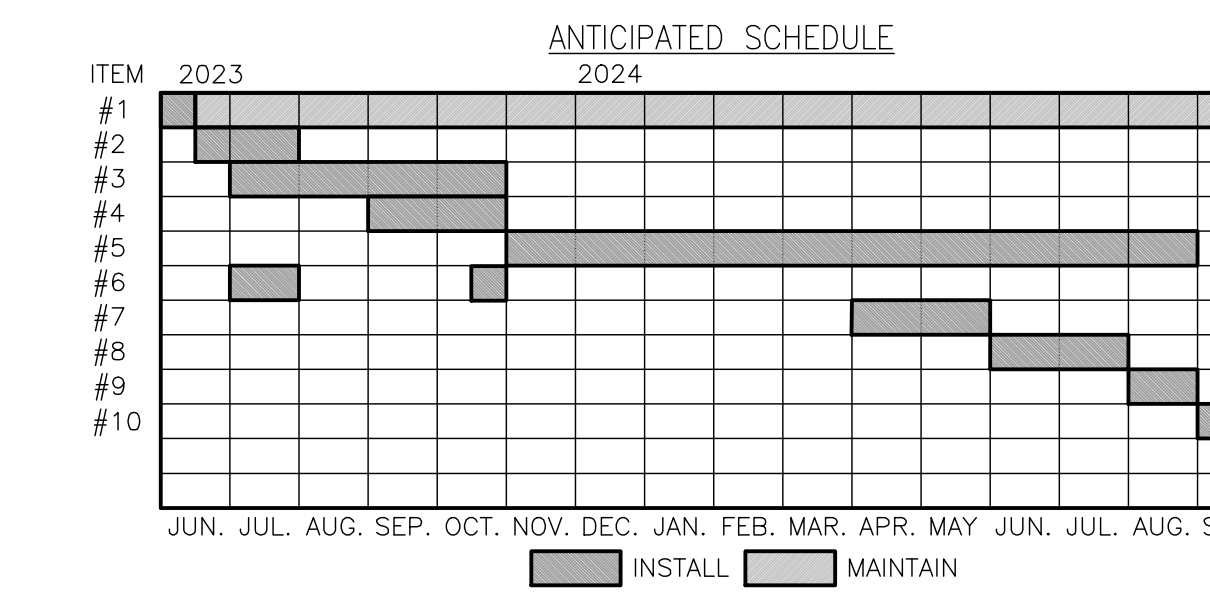 ANTICIPATED SCHEDULE
ITEM 2023 2024
#1
#2
#3
#4
#5
#6
#7
#8
#9
#10
JUN. JUL. AUG. SEP. OCT. NOV. DEC. JAN. FEB. MAR. APR. MAY JUN. JUL. AUG.
INSTALL MAINTAIN